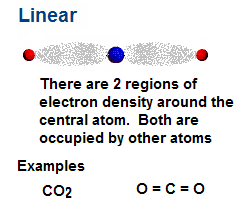 Linear
There are 2 regions of
electron density around the
central atom.  Both are
occupied by other atoms
Examples
CO2 O = C = O